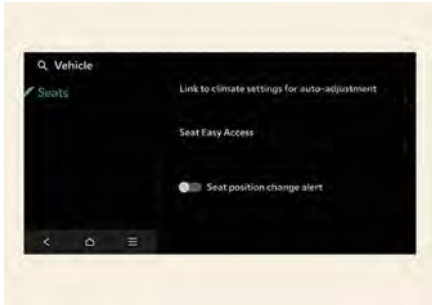 Vehicle
Seats
Link to climate settings for auto-adjustment
Seat Easy Access
Seat position change alert